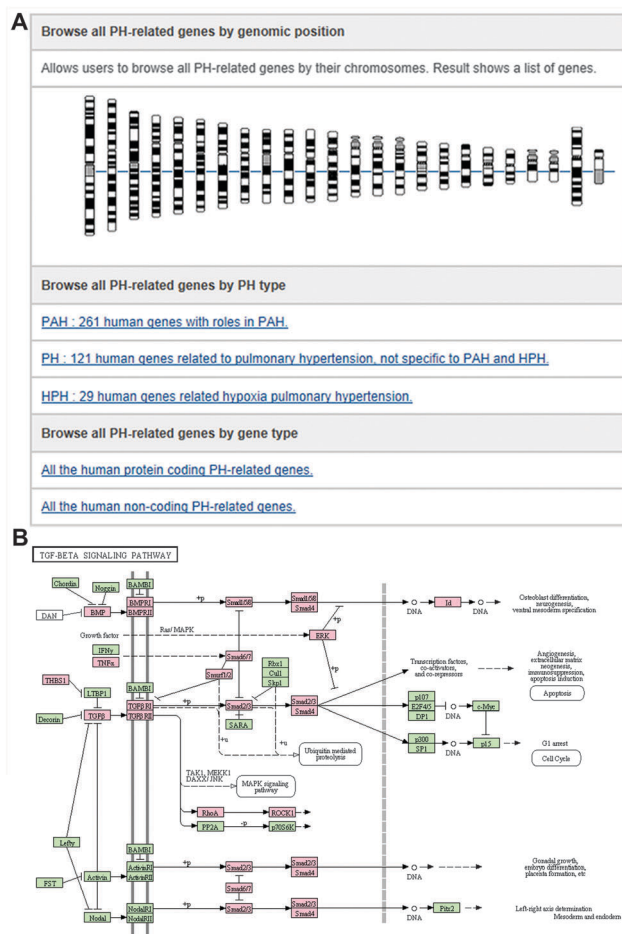 A
Browse all PH-related genes by genomic position
Allows users to browse all PH-related genes by their chromosomes. Result shows a list of genes.
Browse all PH-related genes by PH type
PAH : 261 human genes with roles in PAH.
PH : 121 human genes related to pulmonary hypertension, not specific to PAH and HPH.
HPH : 29 human genes related hypoxia pulmonary hypertension.
Browse all PH-related genes by gene type
All the human protein coding PH-related genes.
All the human non-coding PH-related genes.
B
TGF-BETA SIGNALING PATHWAY
Chordin
Noggin
BAMBI
DAN
BMP
BMPRI
BMPRII
+p
Smad1/5/8
Smad1/5/8
Smad4
DNA
Id
DNA
Osteoblast differentiation,
neurogenesis,
ventral mesoderm specification
Growth factor
Ras/ MAPK
ERK
+p
+p
IFNγ
TNFα
Smad6/7
Smurf1/2
Rbx1
Cul1
Skp1
Transcription factors,
co-activators,
and co-repressors
Angiogenesis,
extracellular matrix
neogenesis,
immunosuppression,
apoptosis induction
Apoptosis
THBS1
LTBP1
BAMBI
Decorin
TGFβ
TGFβRI
TGFβRII
+p
Smad2/3
SARA
Smad2/3
Smad4
p107
E2F4/5
DP1
DNA
c-Myc
p300
SP1
DNA
p15
G1 arrest
Cell Cycle
+u
+u
Ubiquitin mediated
proteolysis
TAK1, MEKK1
DAXX/ JNK
MAPK signaling
pathway
RhoA
ROCK1
PP2A
-p
p70S6K
Lefty
FST
Activin
BAMBI
ActivinRI
ActivinRII
+p
Smad2/3
Smad2/3
Smad4
DNA
Gonadal growth,
embryo differentiation,
placenta formation, etc
Smad6/7
Nodal
NodalRI
NodalRII
+p
Smad2/3
Smad2/3
Smad4
DNA
Pitx2
Left-right axis determination
Mesoderm and endoderm